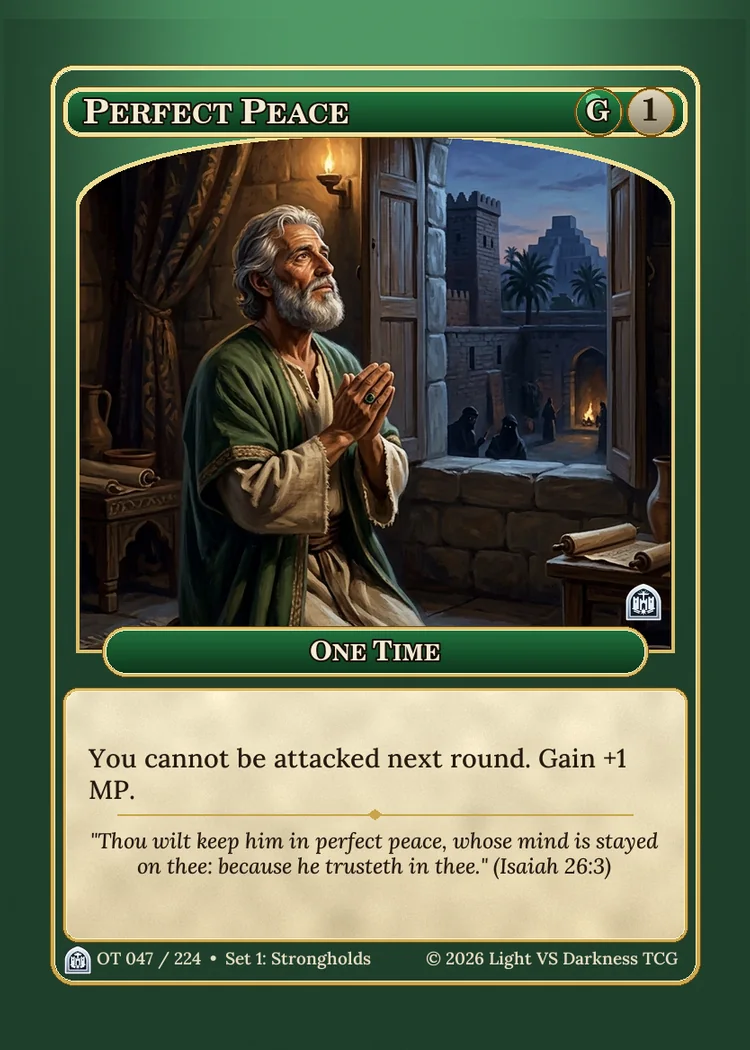 PERFECT PEACE G 1
ONE TIME
You cannot be attacked next round. Gain +1
MP.
"Thou wilt keep him in perfect peace, whose mind is stayed
on thee: because he trusteth in thee." (Isaiah 26:3)
OT 047 / 224 • Set 1: Strongholds © 2026 Light VS Darkness TCG